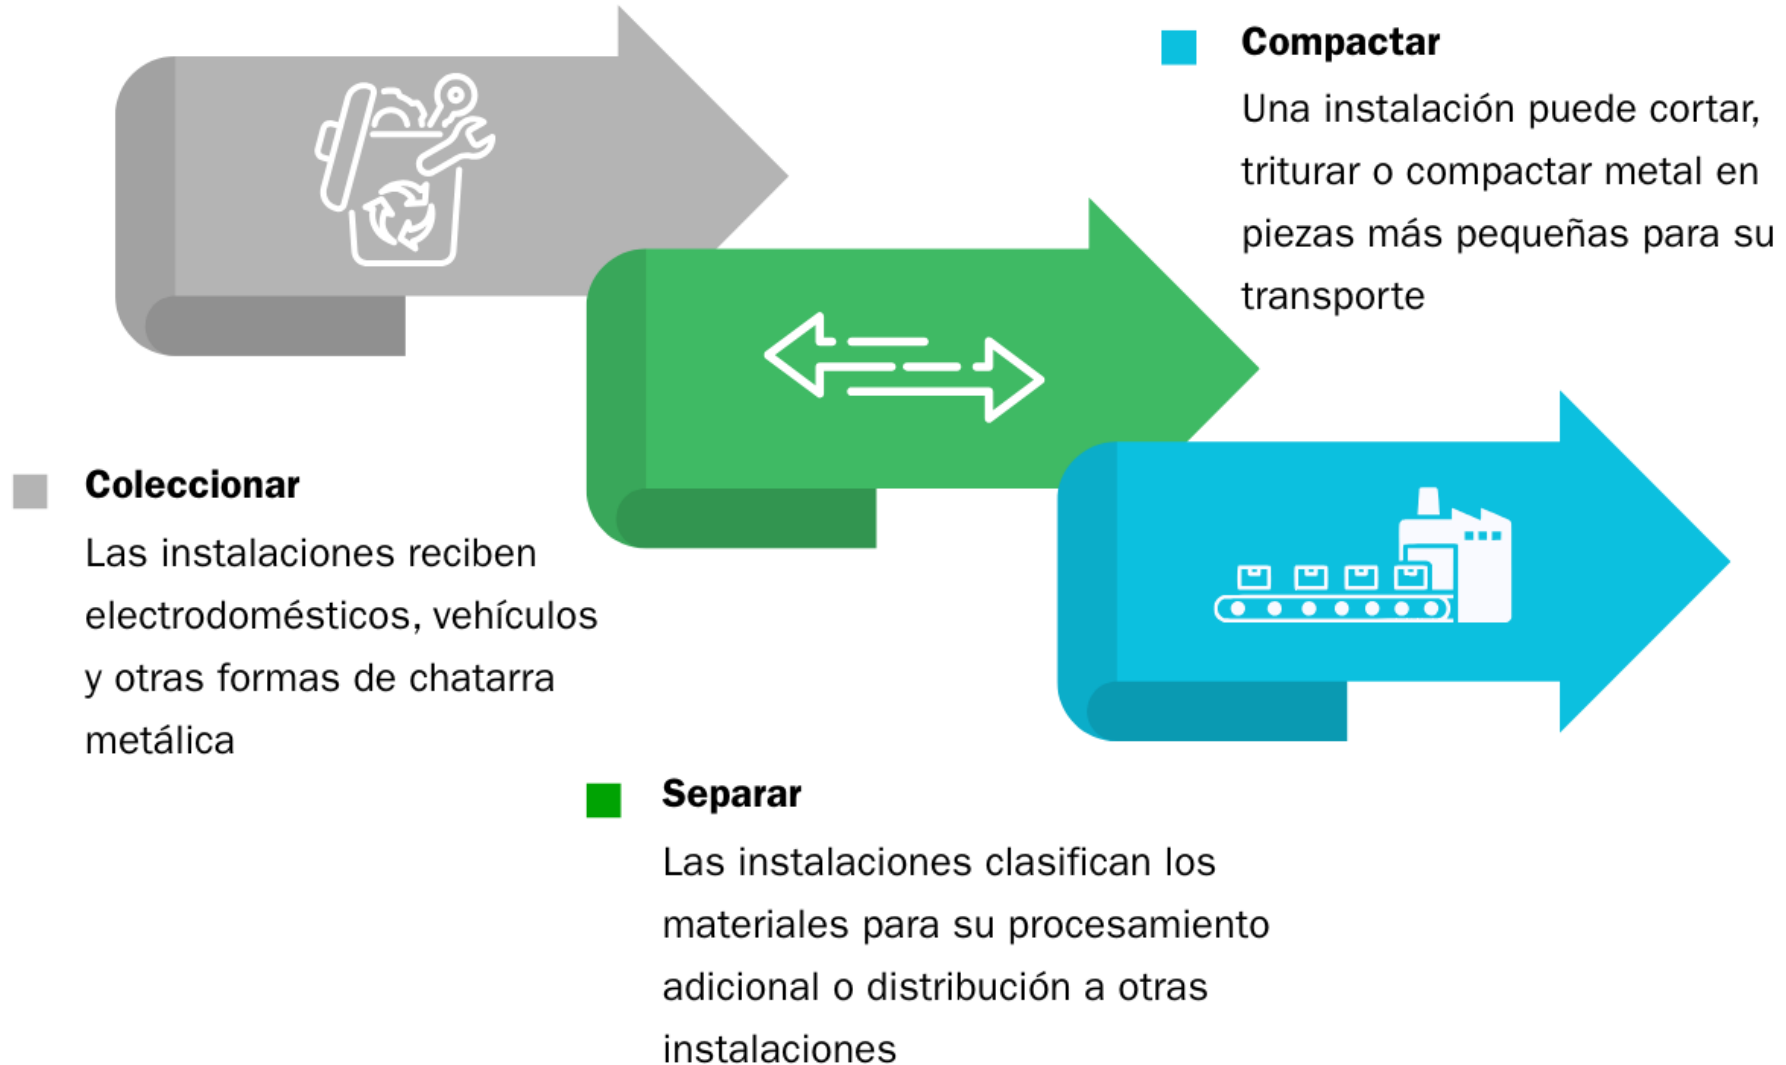 Coleccionar
Las instalaciones reciben
electrodomésticos, vehículos
y otras formas de chatarra
metálica
Separar
Las instalaciones clasifican los
materiales para su procesamiento
adicional o distribución a otras
instalaciones
Compactar
Una instalación puede cortar,
triturar o compactar metal en
piezas más pequeñas para su
transporte